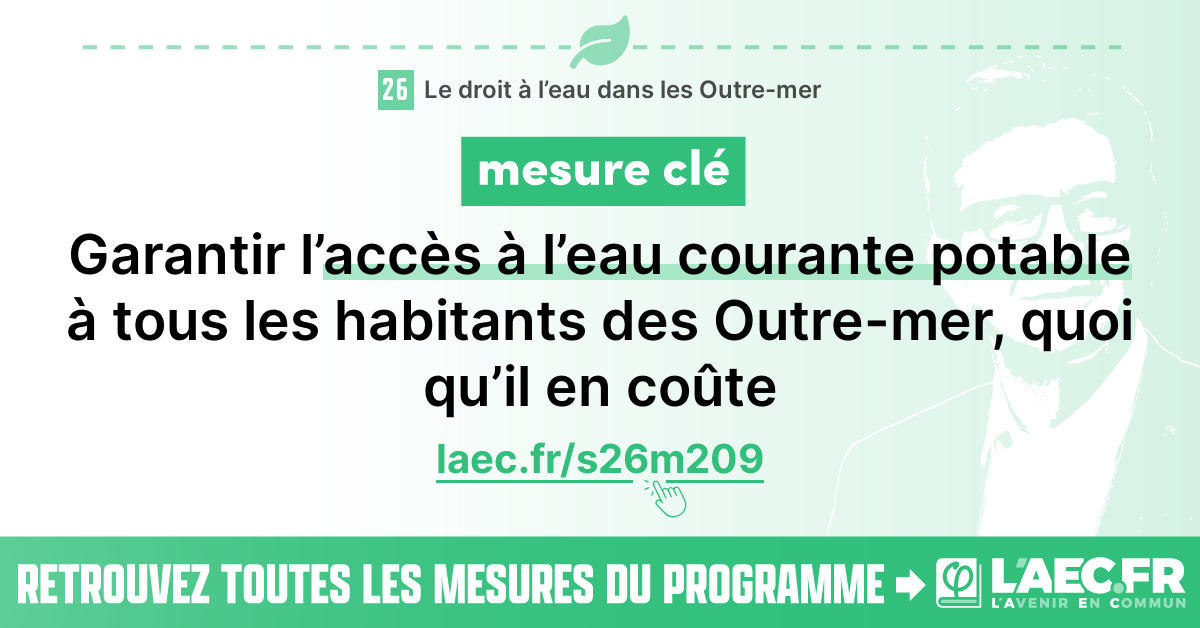 26 Le droit à l’eau dans les Outre-mer
mesure clé
Garantir l’accès à l’eau courante potable
à tous les habitants des Outre-mer, quoi
qu’il en coûte
laec.fr/s26m209
RETROUVEZ TOUTES LES MESURES DU PROGRAMME
φ L’AEC.FR
L’AVENIR EN COMMUN